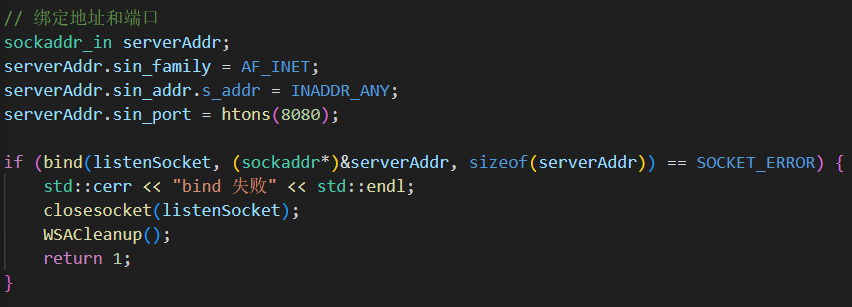 // 绑定地址和端口
sockaddr_in serverAddr;
serverAddr.sin_family = AF_INET;
serverAddr.sin_addr.s_addr = INADDR_ANY;
serverAddr.sin_port = htons(8080);

if (bind(listenSocket, (sockaddr*)&serverAddr, sizeof(serverAddr)) == SOCKET_ERROR) {
    std::cerr << "bind 失败" << std::endl;
    closesocket(listenSocket);
    WSACleanup();
    return 1;
}